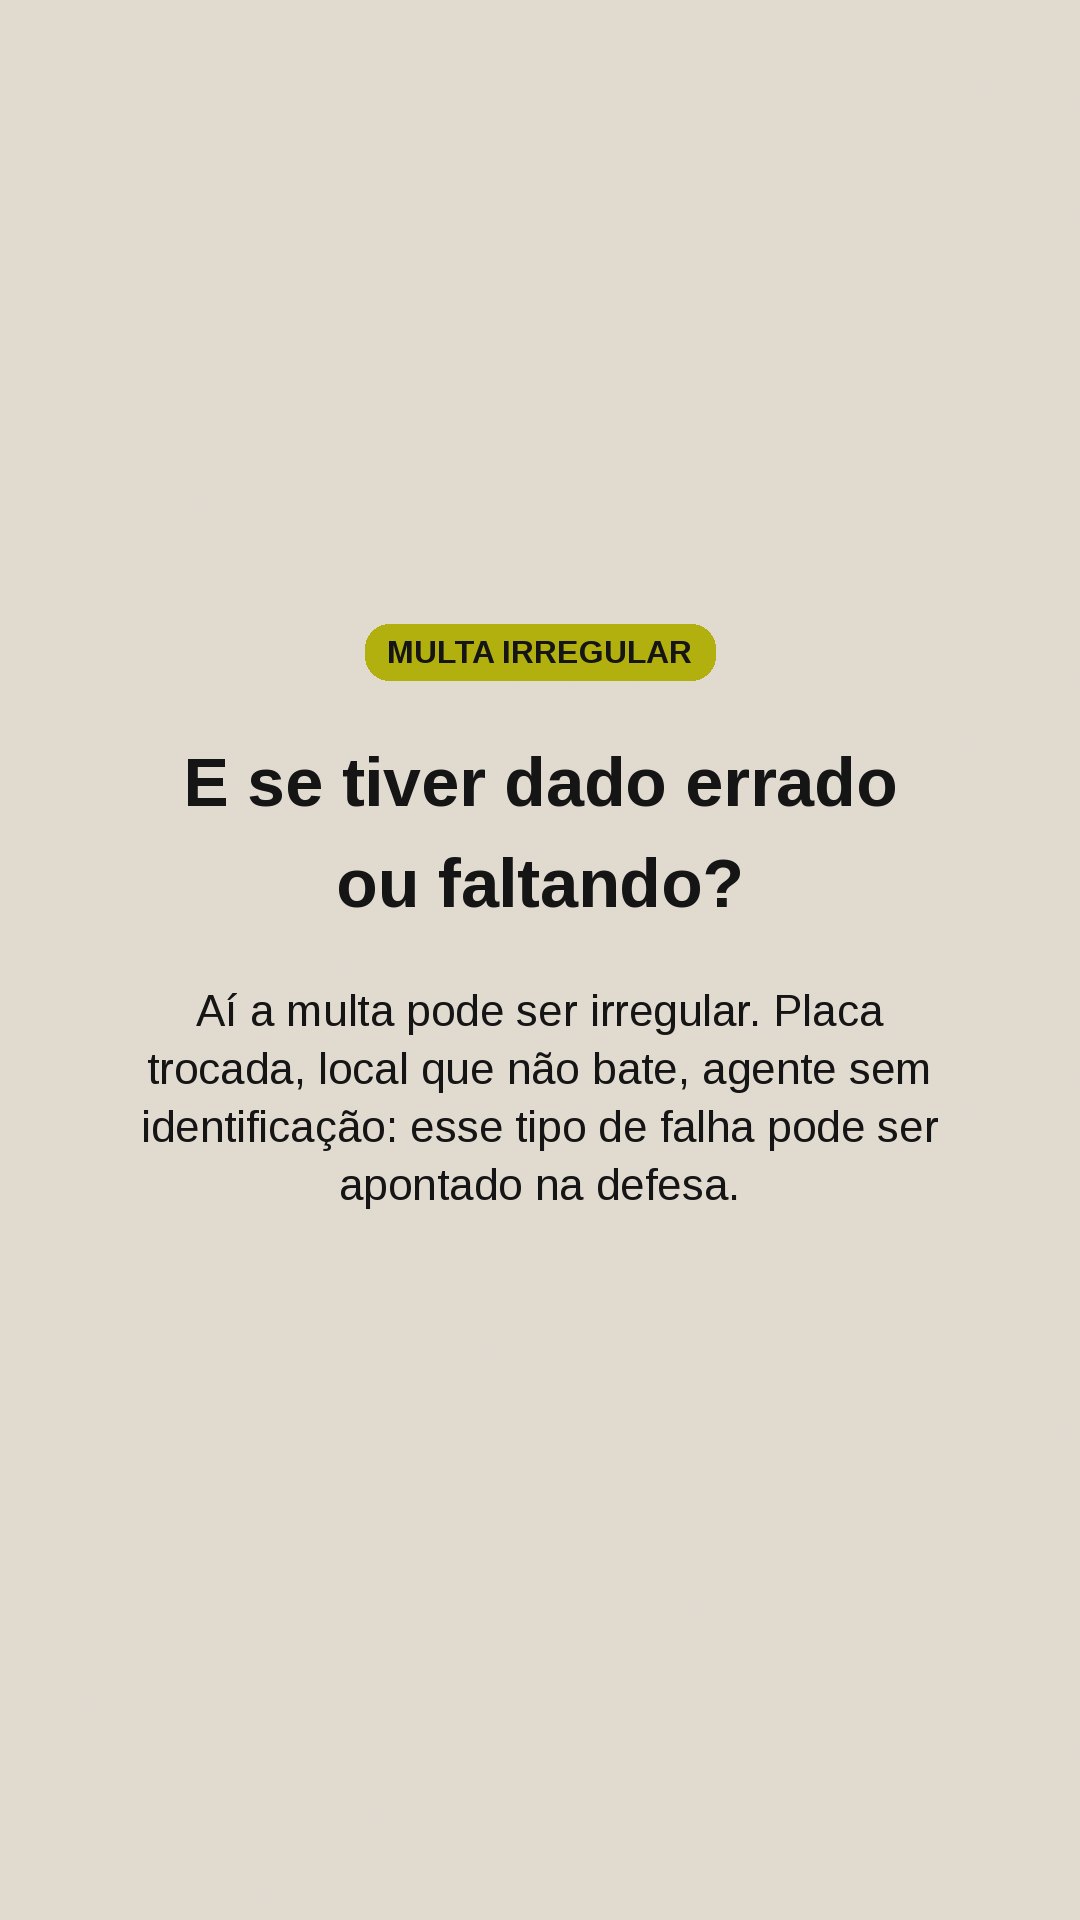 MULTA IRREGULAR
E se tiver dado errado
ou faltando?
Aí a multa pode ser irregular. Placa
trocada, local que não bate, agente sem
identificação: esse tipo de falha pode ser
apontado na defesa.